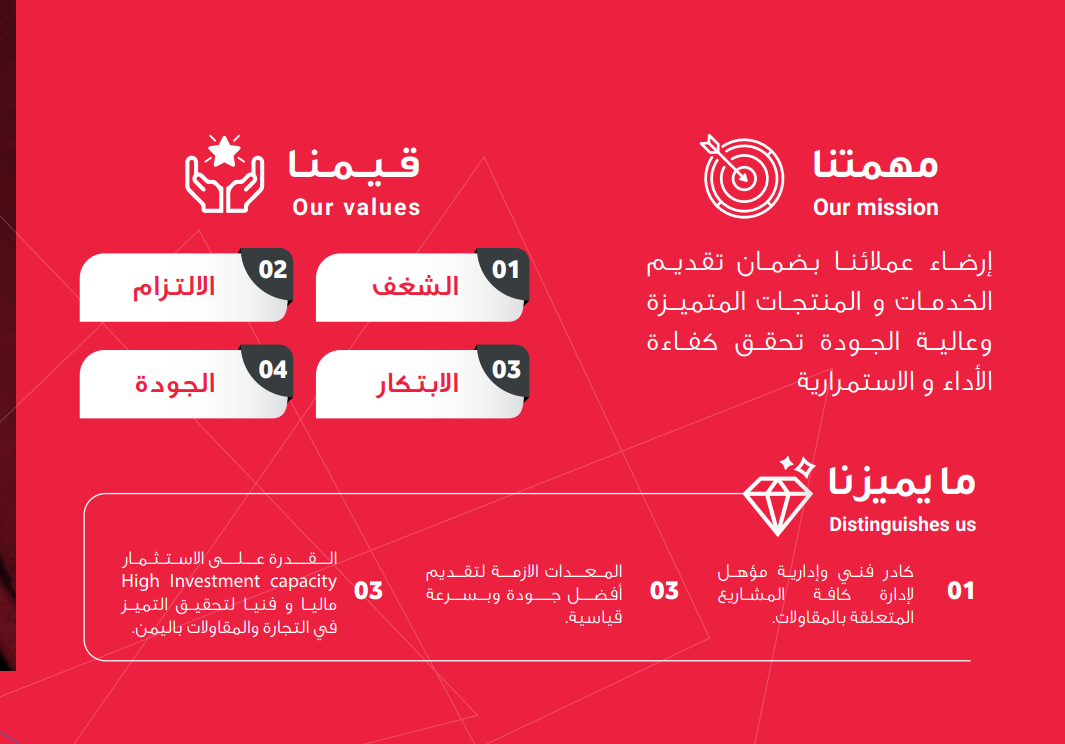 مهمتنا
Our mission
إرضاء عملائنا بضمان تقديم
الخدمات و المنتجات المتميزة
وعالية الجودة تحقق كفاءة
الأداء و الاستمرارية
قيمنا
Our values
01
الشغف
02
الالتزام
03
الابتكار
04
الجودة
ما يميزنا
Distinguishes us
01
كادر فني وإدارية مؤهل
لإدارة كافة المشاريع
المتعلقة بالمقاولات.
03
المعدات الازمة لتقديم
أفضل جودة وبسرعة
قياسية.
03
القدرة على الاستثمار
High Investment capacity
ماليا و فنيا لتحقيق التميز
في التجارة والمقاولات باليمن.